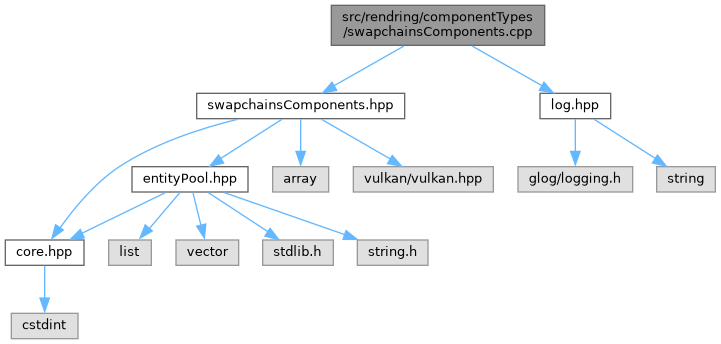 src/rendring/componentTypes
/swapchainsComponents.cpp
swapchainsComponents.hpp
log.hpp
entityPool.hpp
array
vulkan/vulkan.hpp
glog/logging.h
string
core.hpp
list
vector
stdlib.h
string.h
cstdint